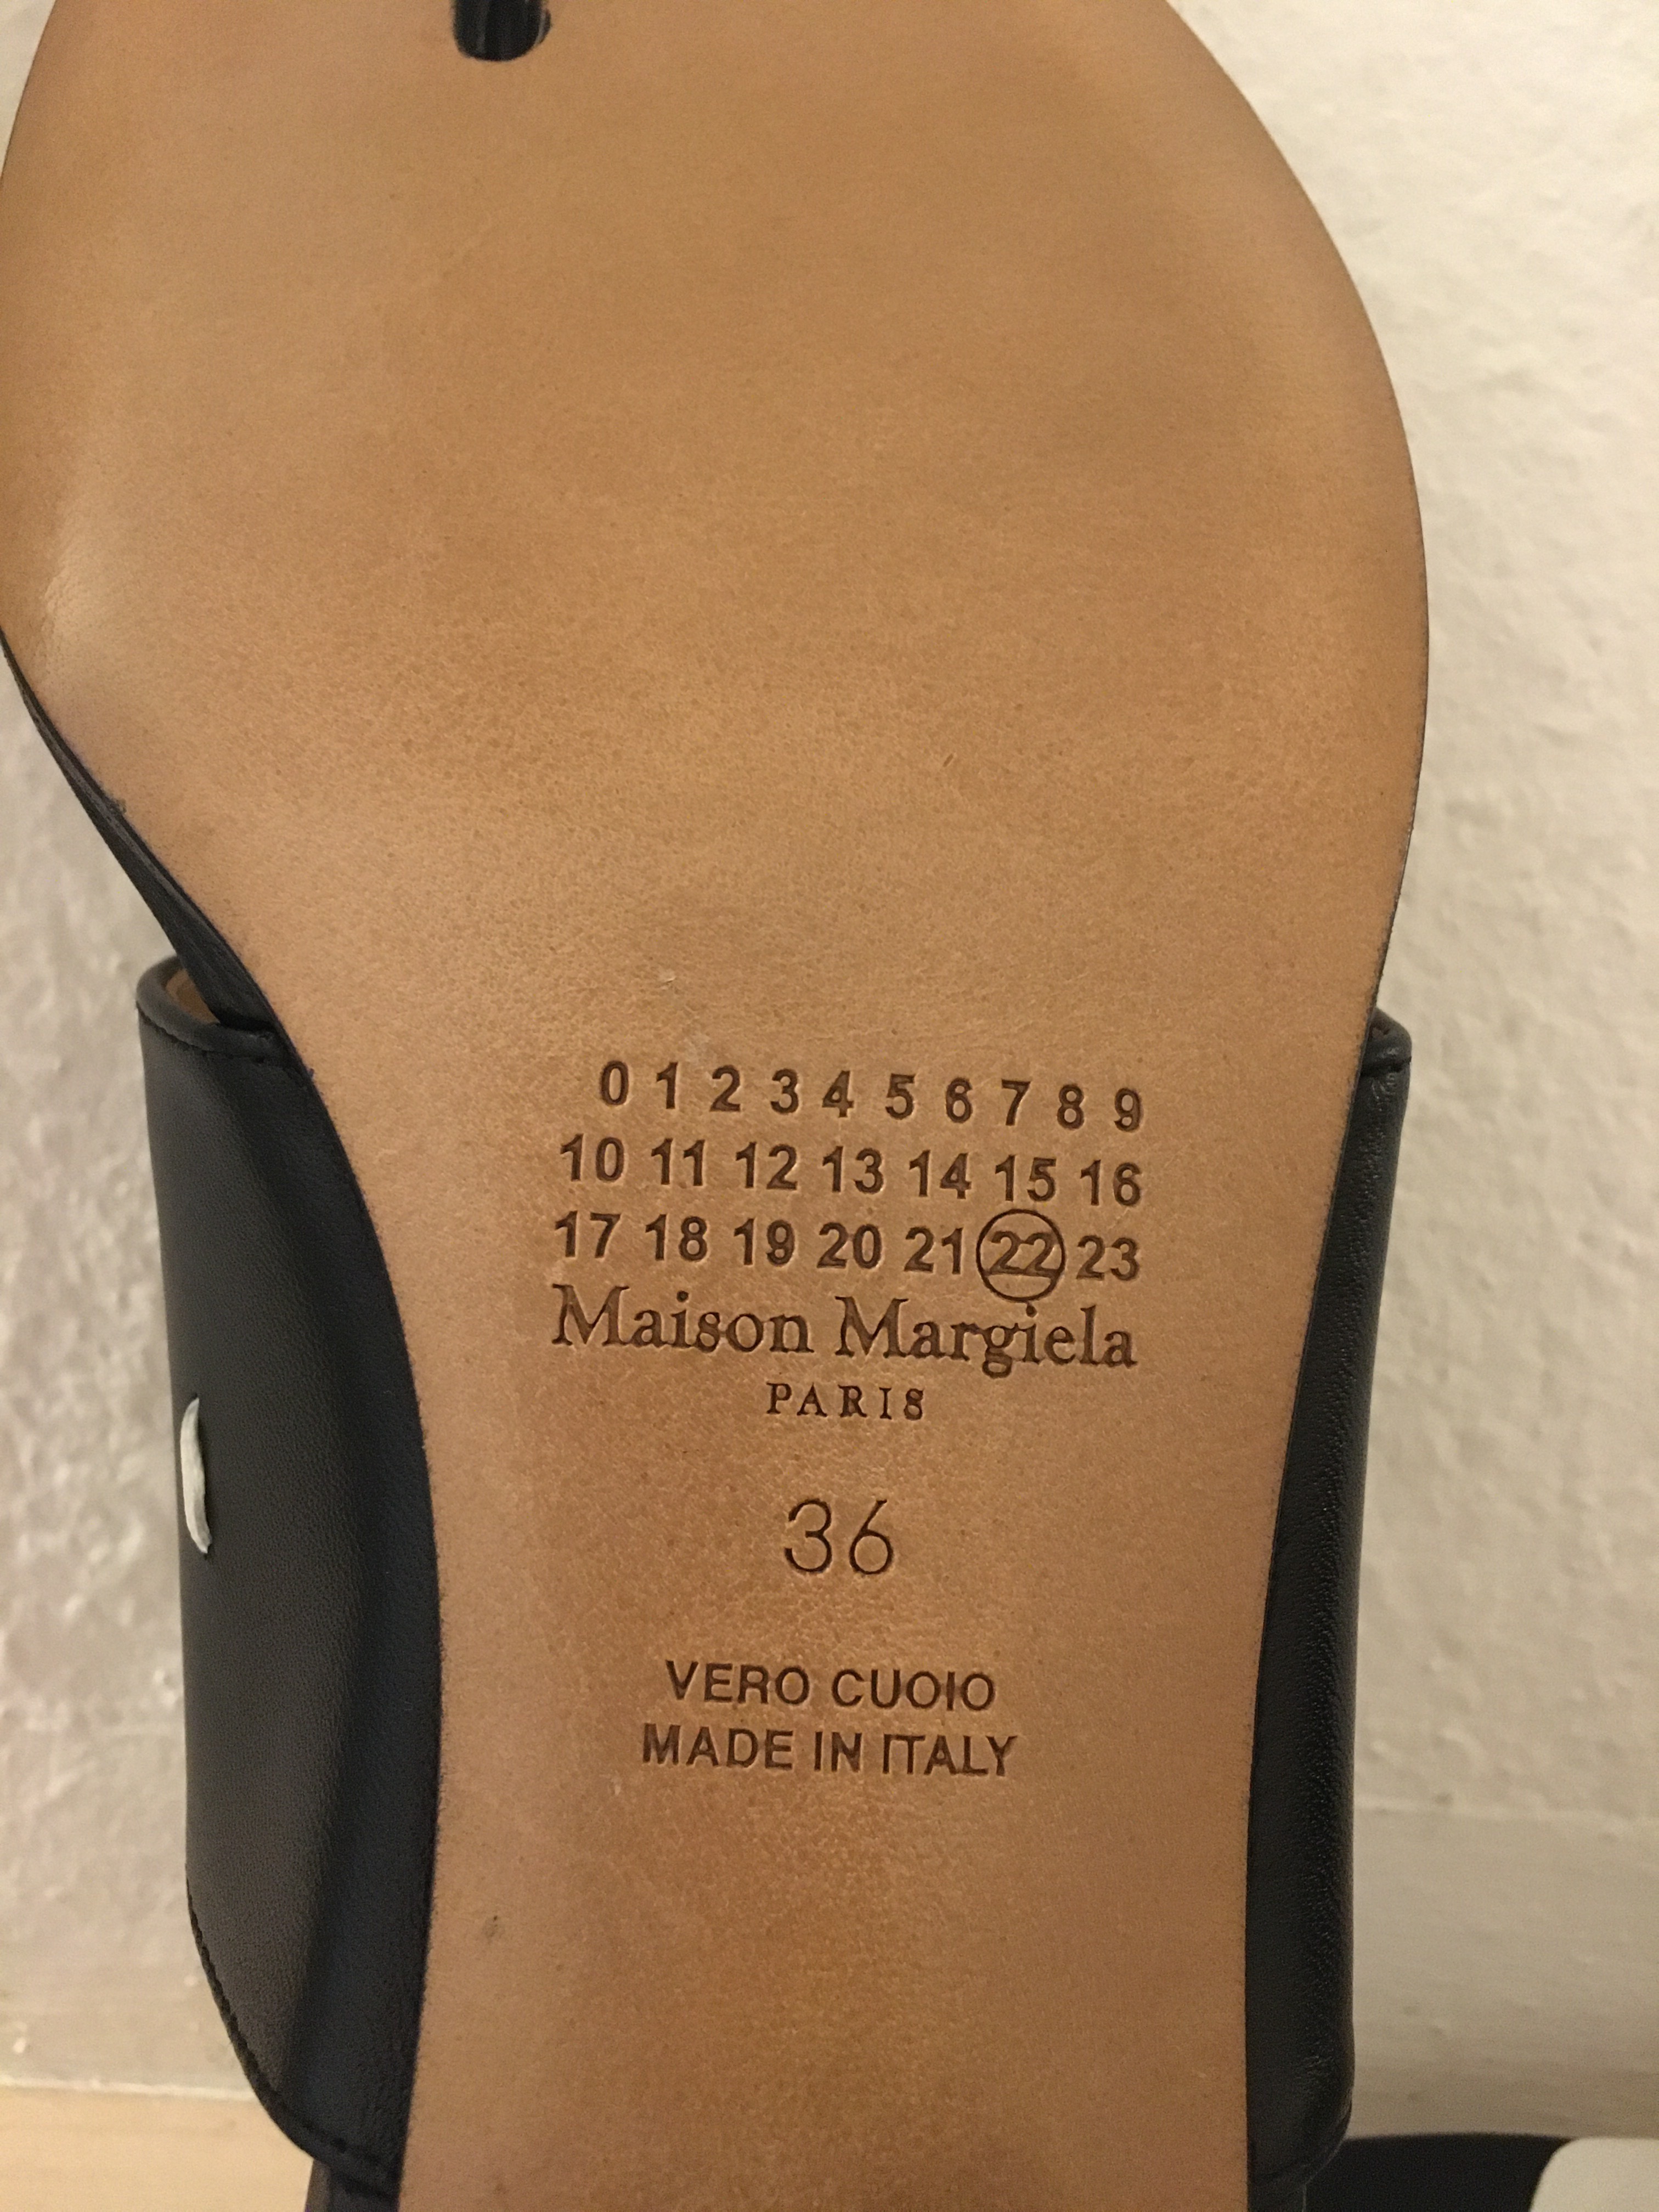 0 1 2 3 4 5 6 7 8 9
10 11 12 13 14 15 16
17 18 19 20 21 22 23
Maison Margiela
PARIS
36
VERO CUOIO
MADE IN ITALY